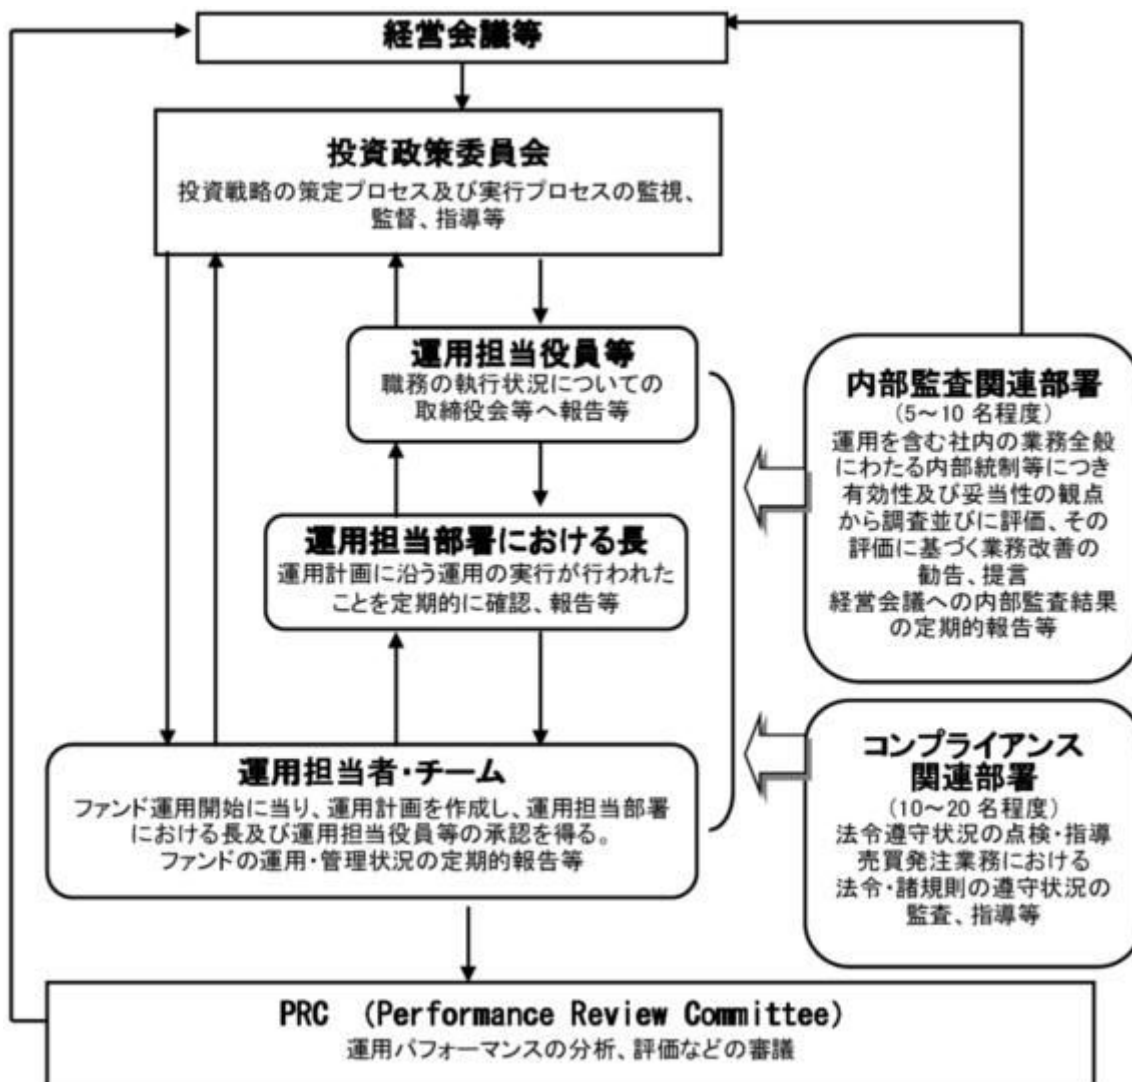 経営会議等
投資政策委員会
投資戦略の策定プロセス及び実行プロセスの監視、
監督、指導等
運用担当役員等
職務の執行状況についての
取締役会等へ報告等
運用担当部署における長
運用計画に沿う運用の実行が行われた
ことを定期的に確認、報告等
運用担当者・チーム
ファンド運用開始に当り、運用計画を作成し、運用担当部署
における長及び運用担当役員等の承認を得る。
ファンドの運用・管理状況の定期的報告等
内部監査関連部署
(5～10 名程度)
運用を含む社内の業務全般
にわたる内部統制等につき
有効性及び妥当性の観点
から調査並びに評価、その
評価に基づく業務改善の
勧告、提言
経営会議への内部監査結果
の定期的報告等
コンプライアンス
関連部署
(10～20 名程度)
法令遵守状況の点検・指導
売買発注業務における
法令・諸規則の遵守状況の
監査、指導等
PRC （Performance Review Committee）
運用パフォーマンスの分析、評価などの審議